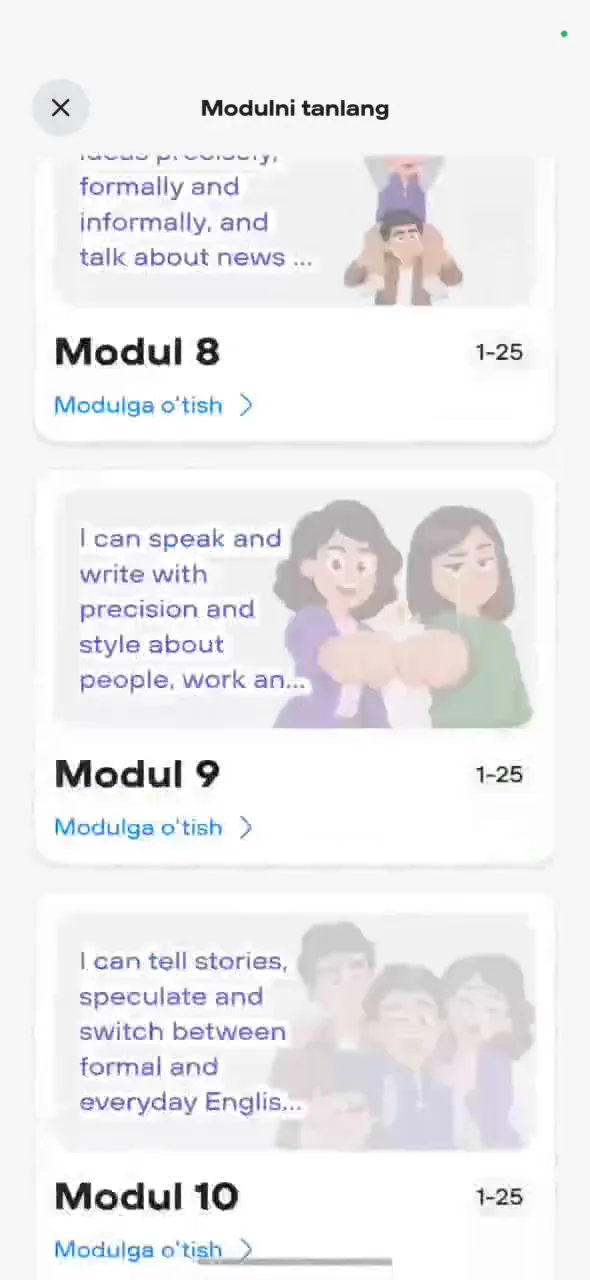 Modulni tanlang
ideas precisely,
formally and
informally, and
talk about news ...
Modul 8
1-25
Modulga o'tish
I can speak and
write with
precision and
style about
people, work an...
Modul 9
1-25
Modulga o'tish
I can tell stories,
speculate and
switch between
formal and
everyday Englis...
Modul 10
1-25
Modulga o'tish